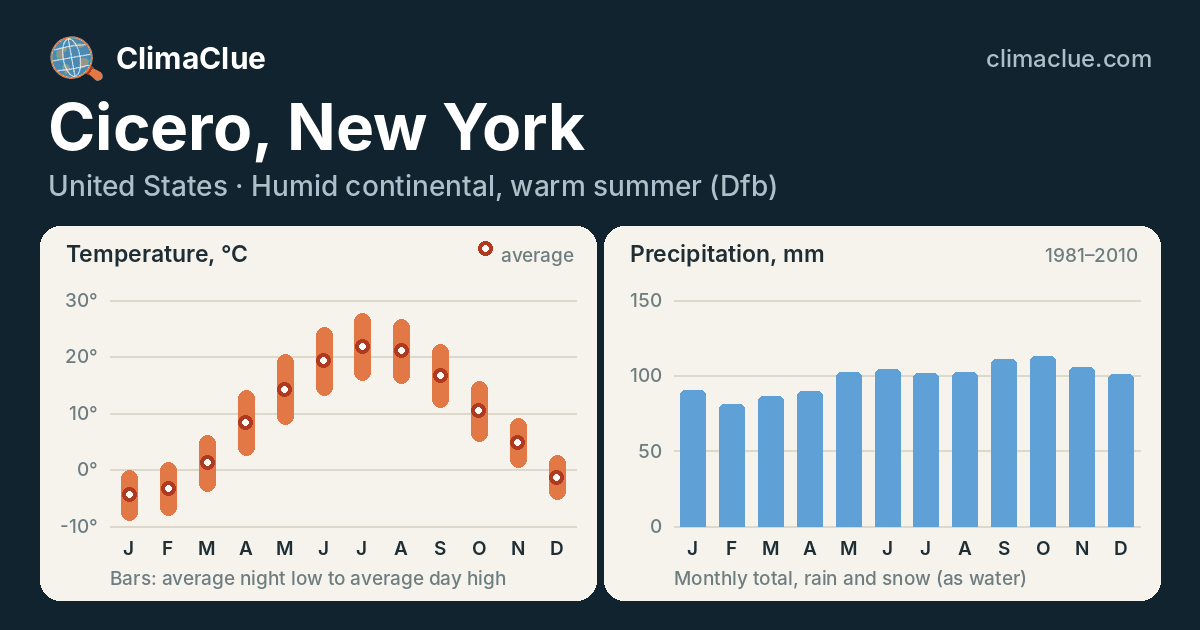 ClimaClue
climaclue.com
Cicero, New York
United States · Humid continental, warm summer (Dfb)
Temperature, °C
average
30°
20°
10°
0°
-10°
J F M A M J J A S O N D
Bars: average night low to average day high
Precipitation, mm
1981–2010
150
100
50
0
J F M A M J J A S O N D
Monthly total, rain and snow (as water)